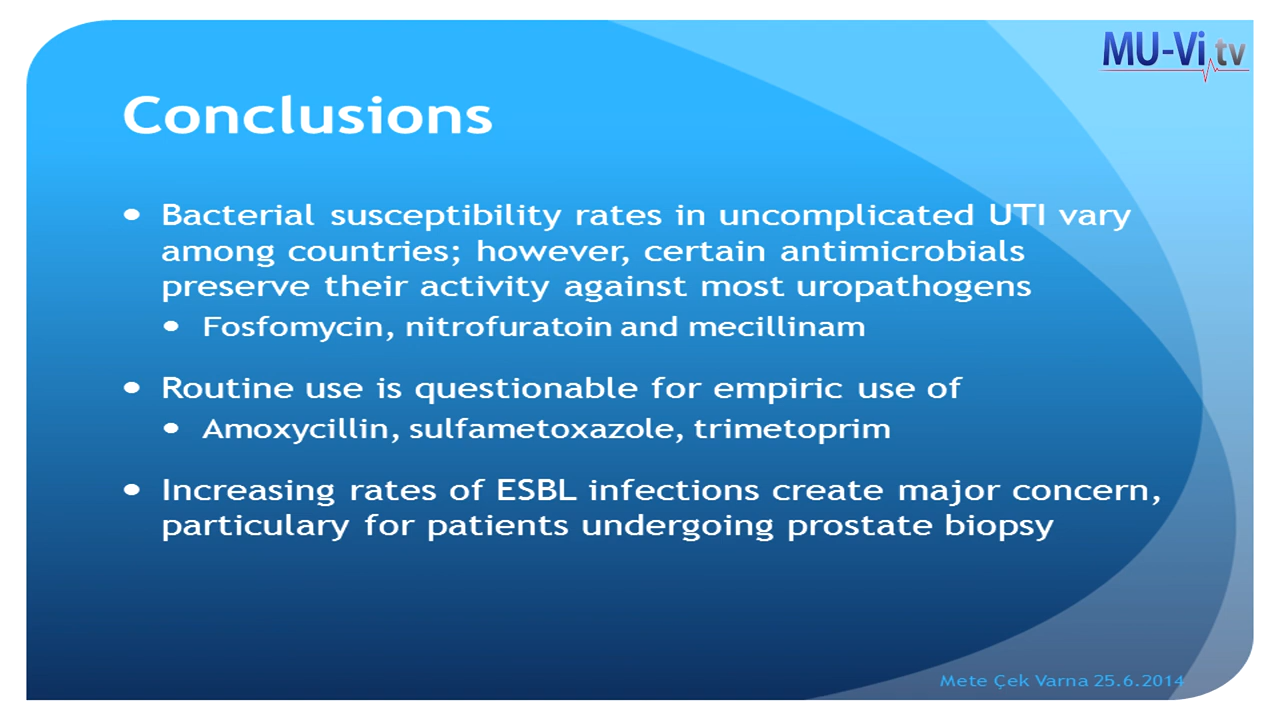 MU-Vi.tv
Conclusions
• Bacterial susceptibility rates in uncomplicated UTI vary
among countries; however, certain antimicrobials
preserve their activity against most uropathogens
• Fosfomycin, nitrofuratoin and mecillinam
• Routine use is questionable for empiric use of
• Amoxycillin, sulfametoxazole, trimetoprim
• Increasing rates of ESBL infections create major concern,
particulary for patients undergoing prostate biopsy
Mete Çek Varna 25.6.2014